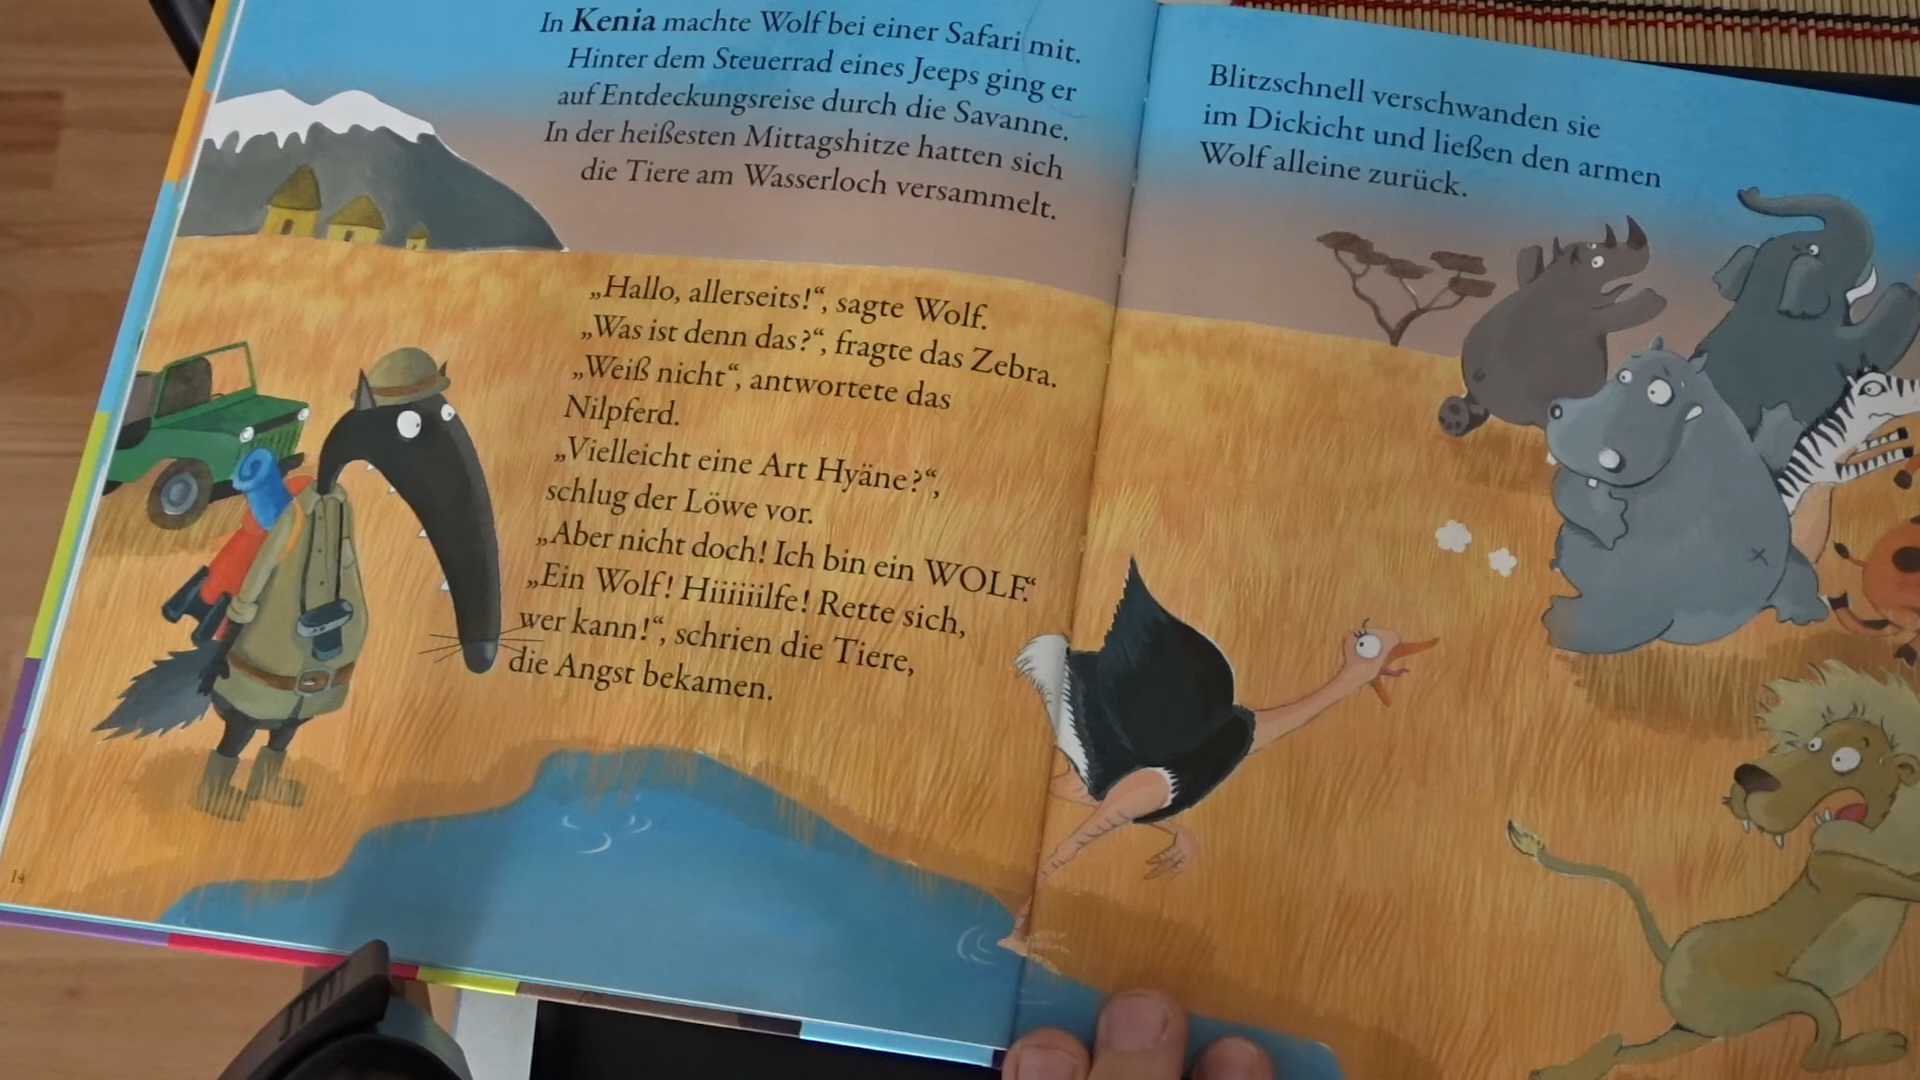 In Kenia machte Wolf bei einer Safari mit.
Hinter dem Steuerrad eines Jeeps ging er
auf Entdeckungsreise durch die Savanne.
In der heißesten Mittagshitze hatten sich
die Tiere am Wasserloch versammelt.
„Hallo, allerseits!“, sagte Wolf.
„Was ist denn das?“, fragte das Zebra.
„Weiß nicht“, antwortete das
Nilpferd.
„Vielleicht eine Art Hyäne?“,
schlug der Löwe vor.
„Aber nicht doch! Ich bin ein WOLF.“
„Ein Wolf! Hiiiiiilfe! Rette sich,
wer kann!“, schrien die Tiere,
die Angst bekamen.
14
Blitzschnell verschwanden sie
im Dickicht und ließen den armen
Wolf alleine zurück.